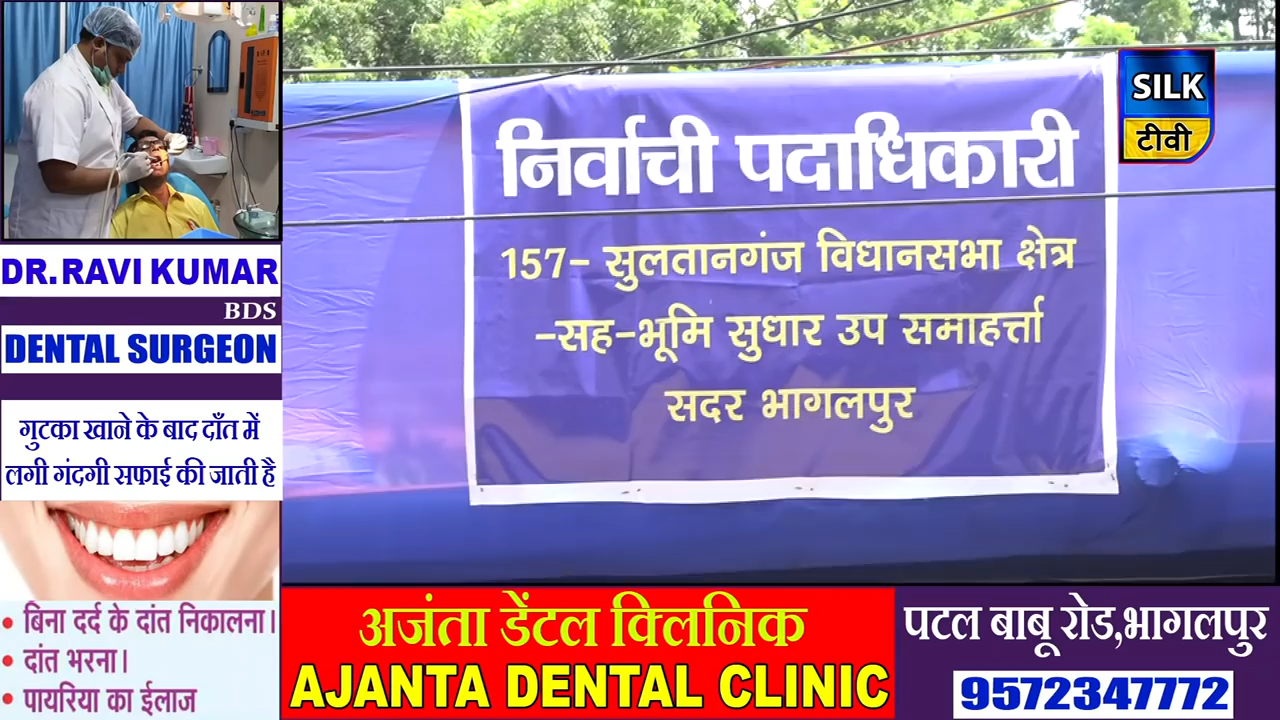 SILK
टीवी
निर्वाची पदाधिकारी
157- सुलतानगंज विधानसभा क्षेत्र
-सह-भूमि सुधार उप समाहर्त्ता
सदर भागलपुर
DR. RAVI KUMAR
BDS
DENTAL SURGEON
गुटका खाने के बाद दाँत में
लगी गंदगी सफाई की जाती है
• बिना दर्द के दांत निकालना।
• दांत भरना।
• पायरिया का ईलाज
अजंता डेंटल क्लिनिक
AJANTA DENTAL CLINIC
पटल बाबू रोड,भागलपुर
9572347772